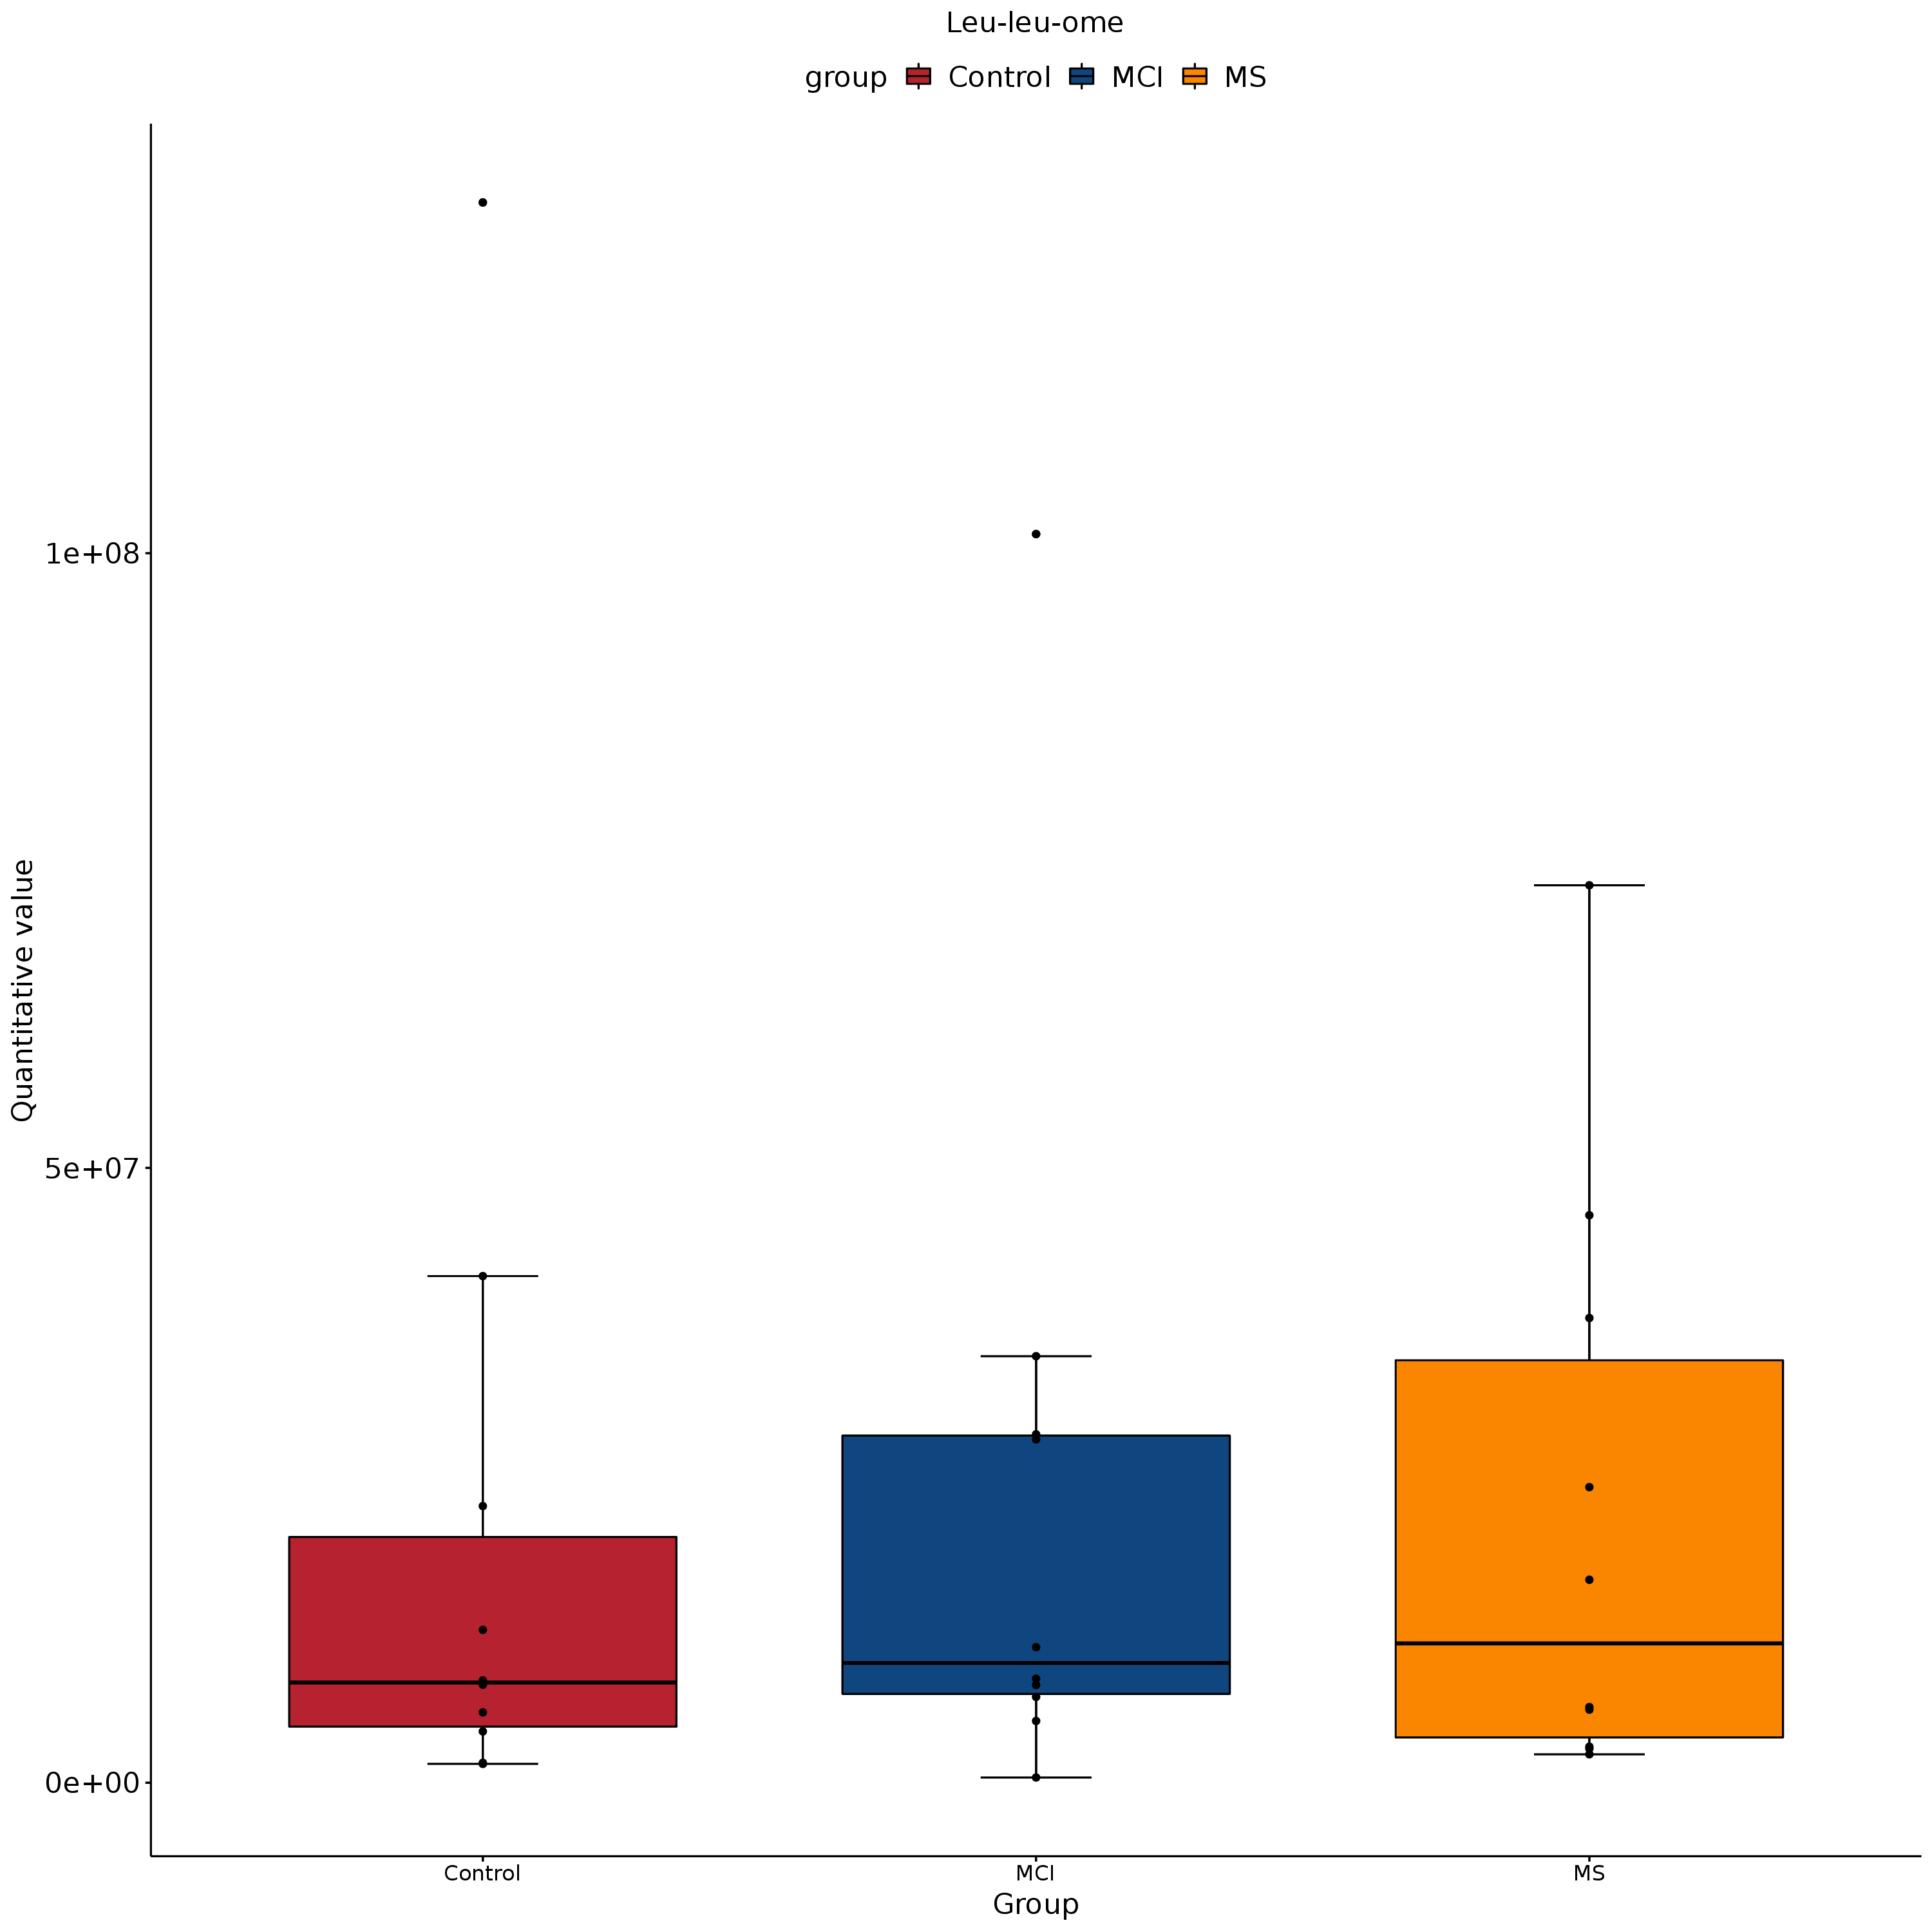 Leu-leu-ome
group Control MCI MS
Quantitative value
1e+08
5e+07
0e+00
Control MCI MS
Group